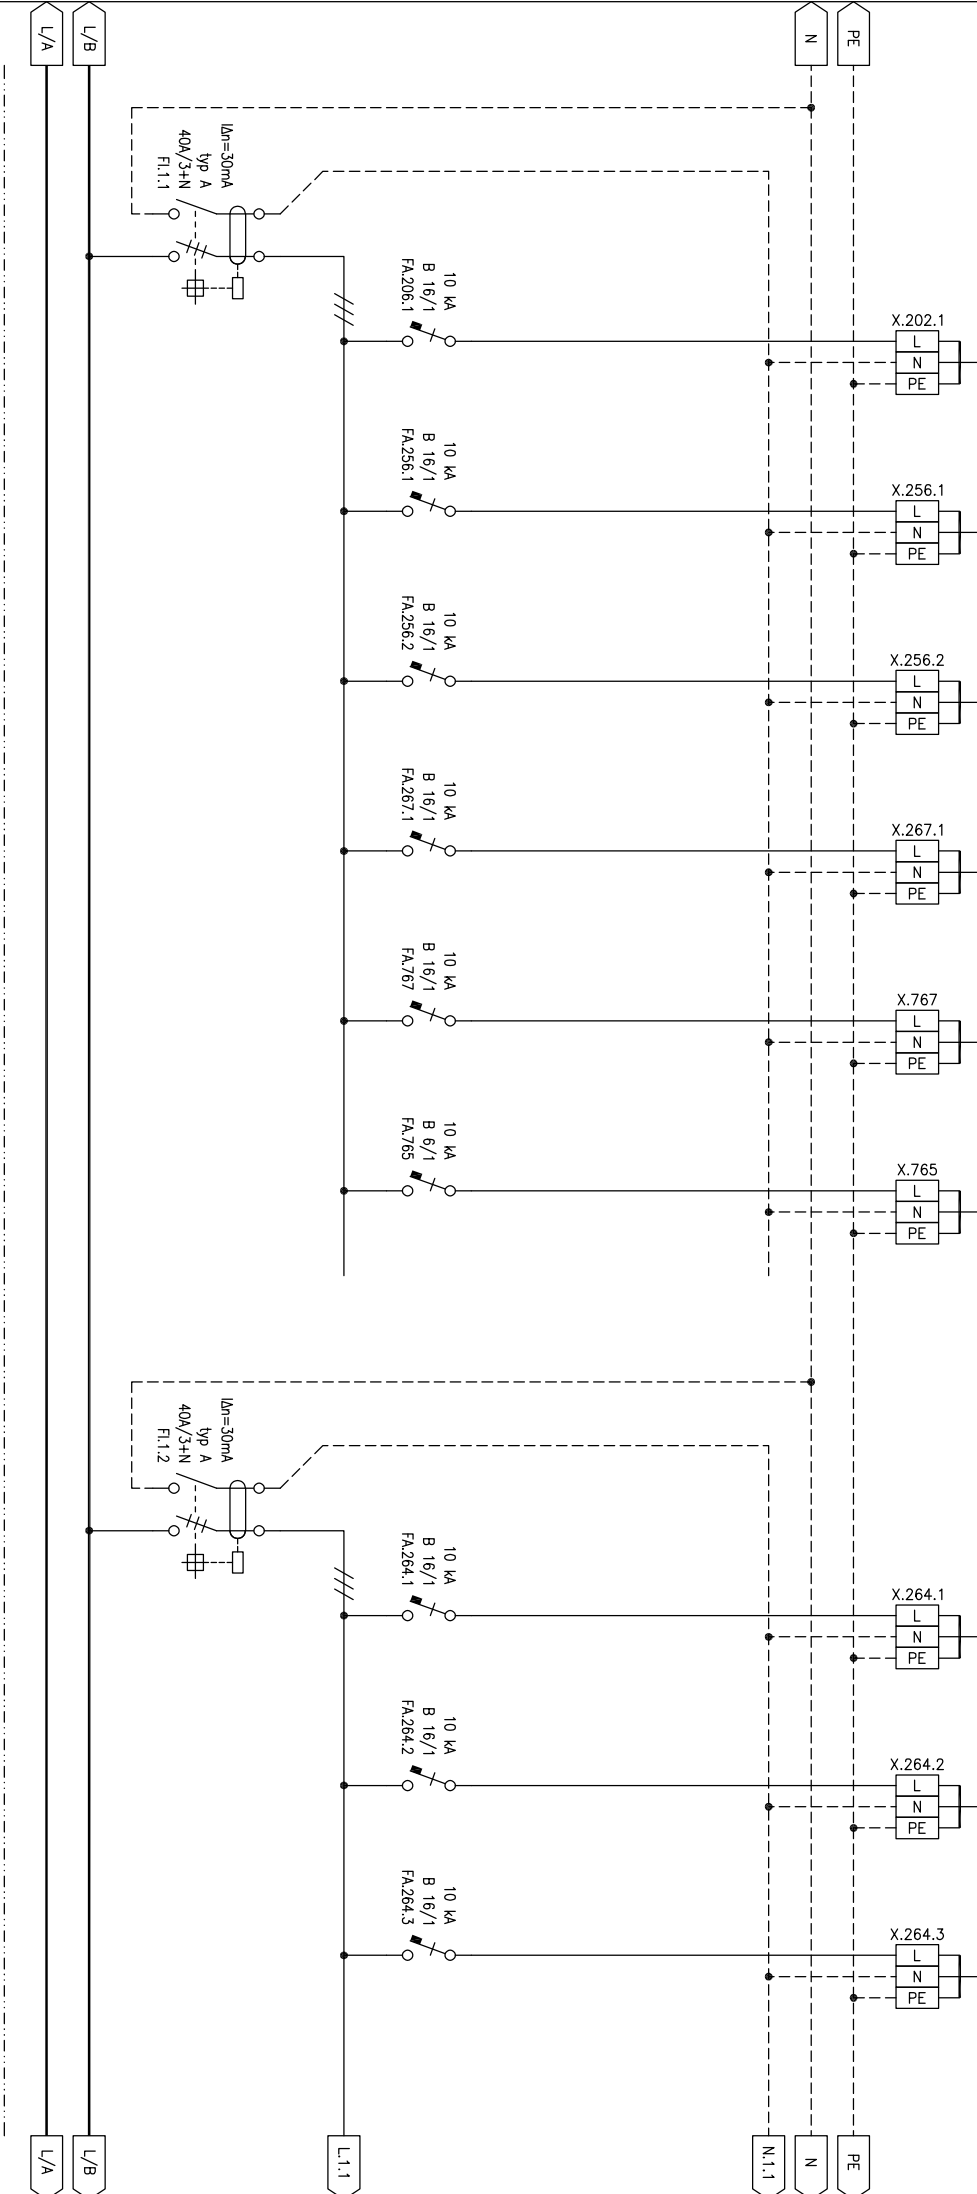 L/A
L/B
N
PE
IΔn=30mA
typ A
40A/3+N
FI.1.1
10 kA
B 16/1
FA.206.1
X.202.1
L
N
PE
10 kA
B 16/1
FA.256.1
X.256.1
L
N
PE
10 kA
B 16/1
FA.256.2
X.256.2
L
N
PE
10 kA
B 16/1
FA.267.1
X.267.1
L
N
PE
10 kA
B 16/1
FA.767
X.767
L
N
PE
10 kA
B 6/1
FA.765
X.765
L
N
PE
IΔn=30mA
typ A
40A/3+N
FI.1.2
10 kA
B 16/1
FA.264.1
X.264.1
L
N
PE
10 kA
B 16/1
FA.264.2
X.264.2
L
N
PE
10 kA
B 16/1
FA.264.3
X.264.3
L
N
PE
L/A
L/B
L.1.1
N.1.1
N
PE